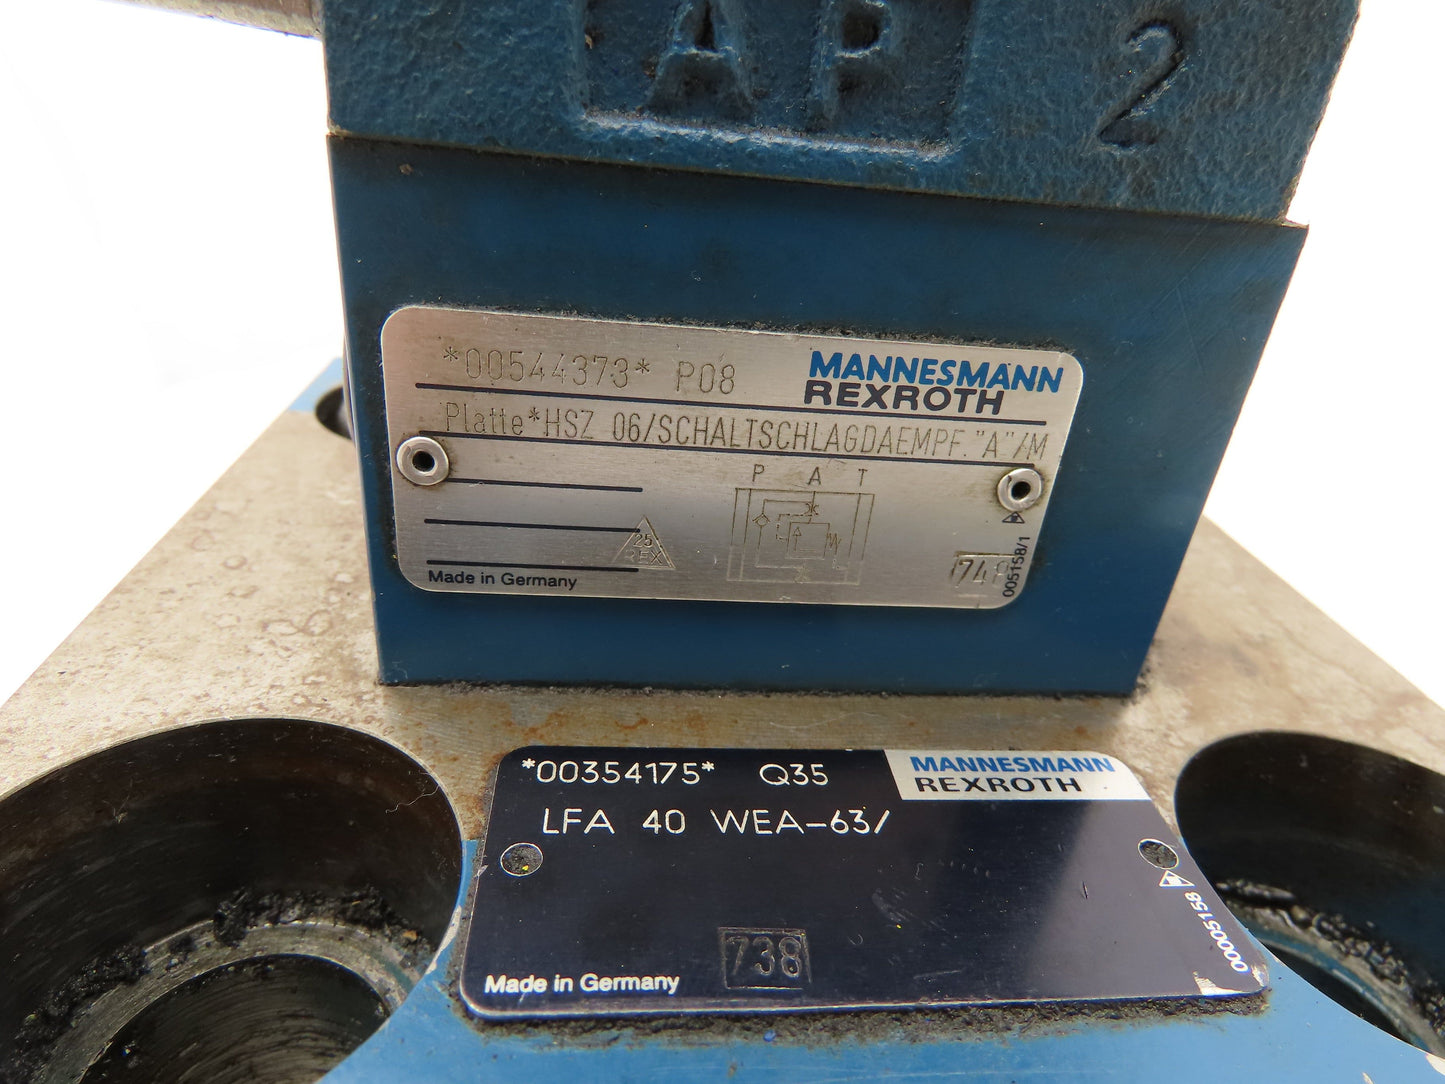 AP 2
*00544373* P08 MANNESMANN
REXROTH
Platte*HSZ 06/SCHALTSCHLAGDAEMPF."A"/M
P A T
25
REX
748
Made in Germany
005158/1
*00354175* Q35 MANNESMANN
REXROTH
LFA 40 WEA-63/
738
Made in Germany
00005158